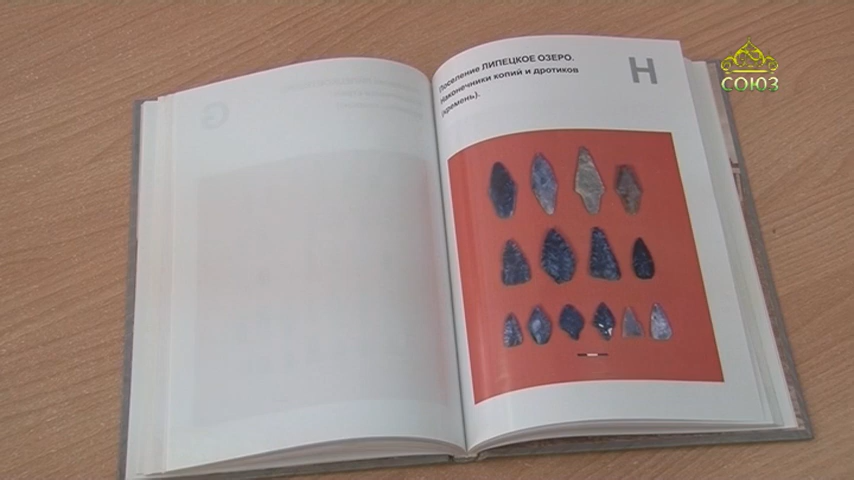 Поселение ЛИПЕЦКОЕ ОЗЕРО.
Наконечники копий и дротиков
(кремень).
H
СОЮЗ